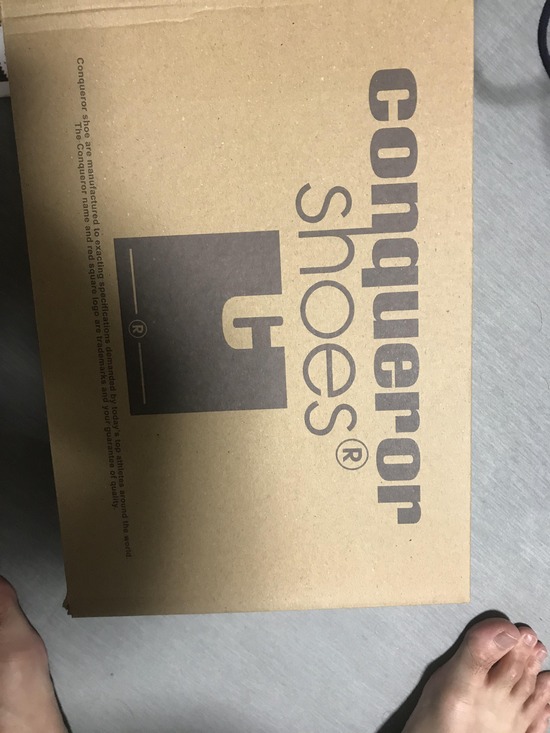 conqueror
shoes®
®
Conqueror shoe are manufactured to exacting specifications demanded by today's top athletes around the world.
The Conqueror name and red square logo are trademarks and your guarantee of quality.